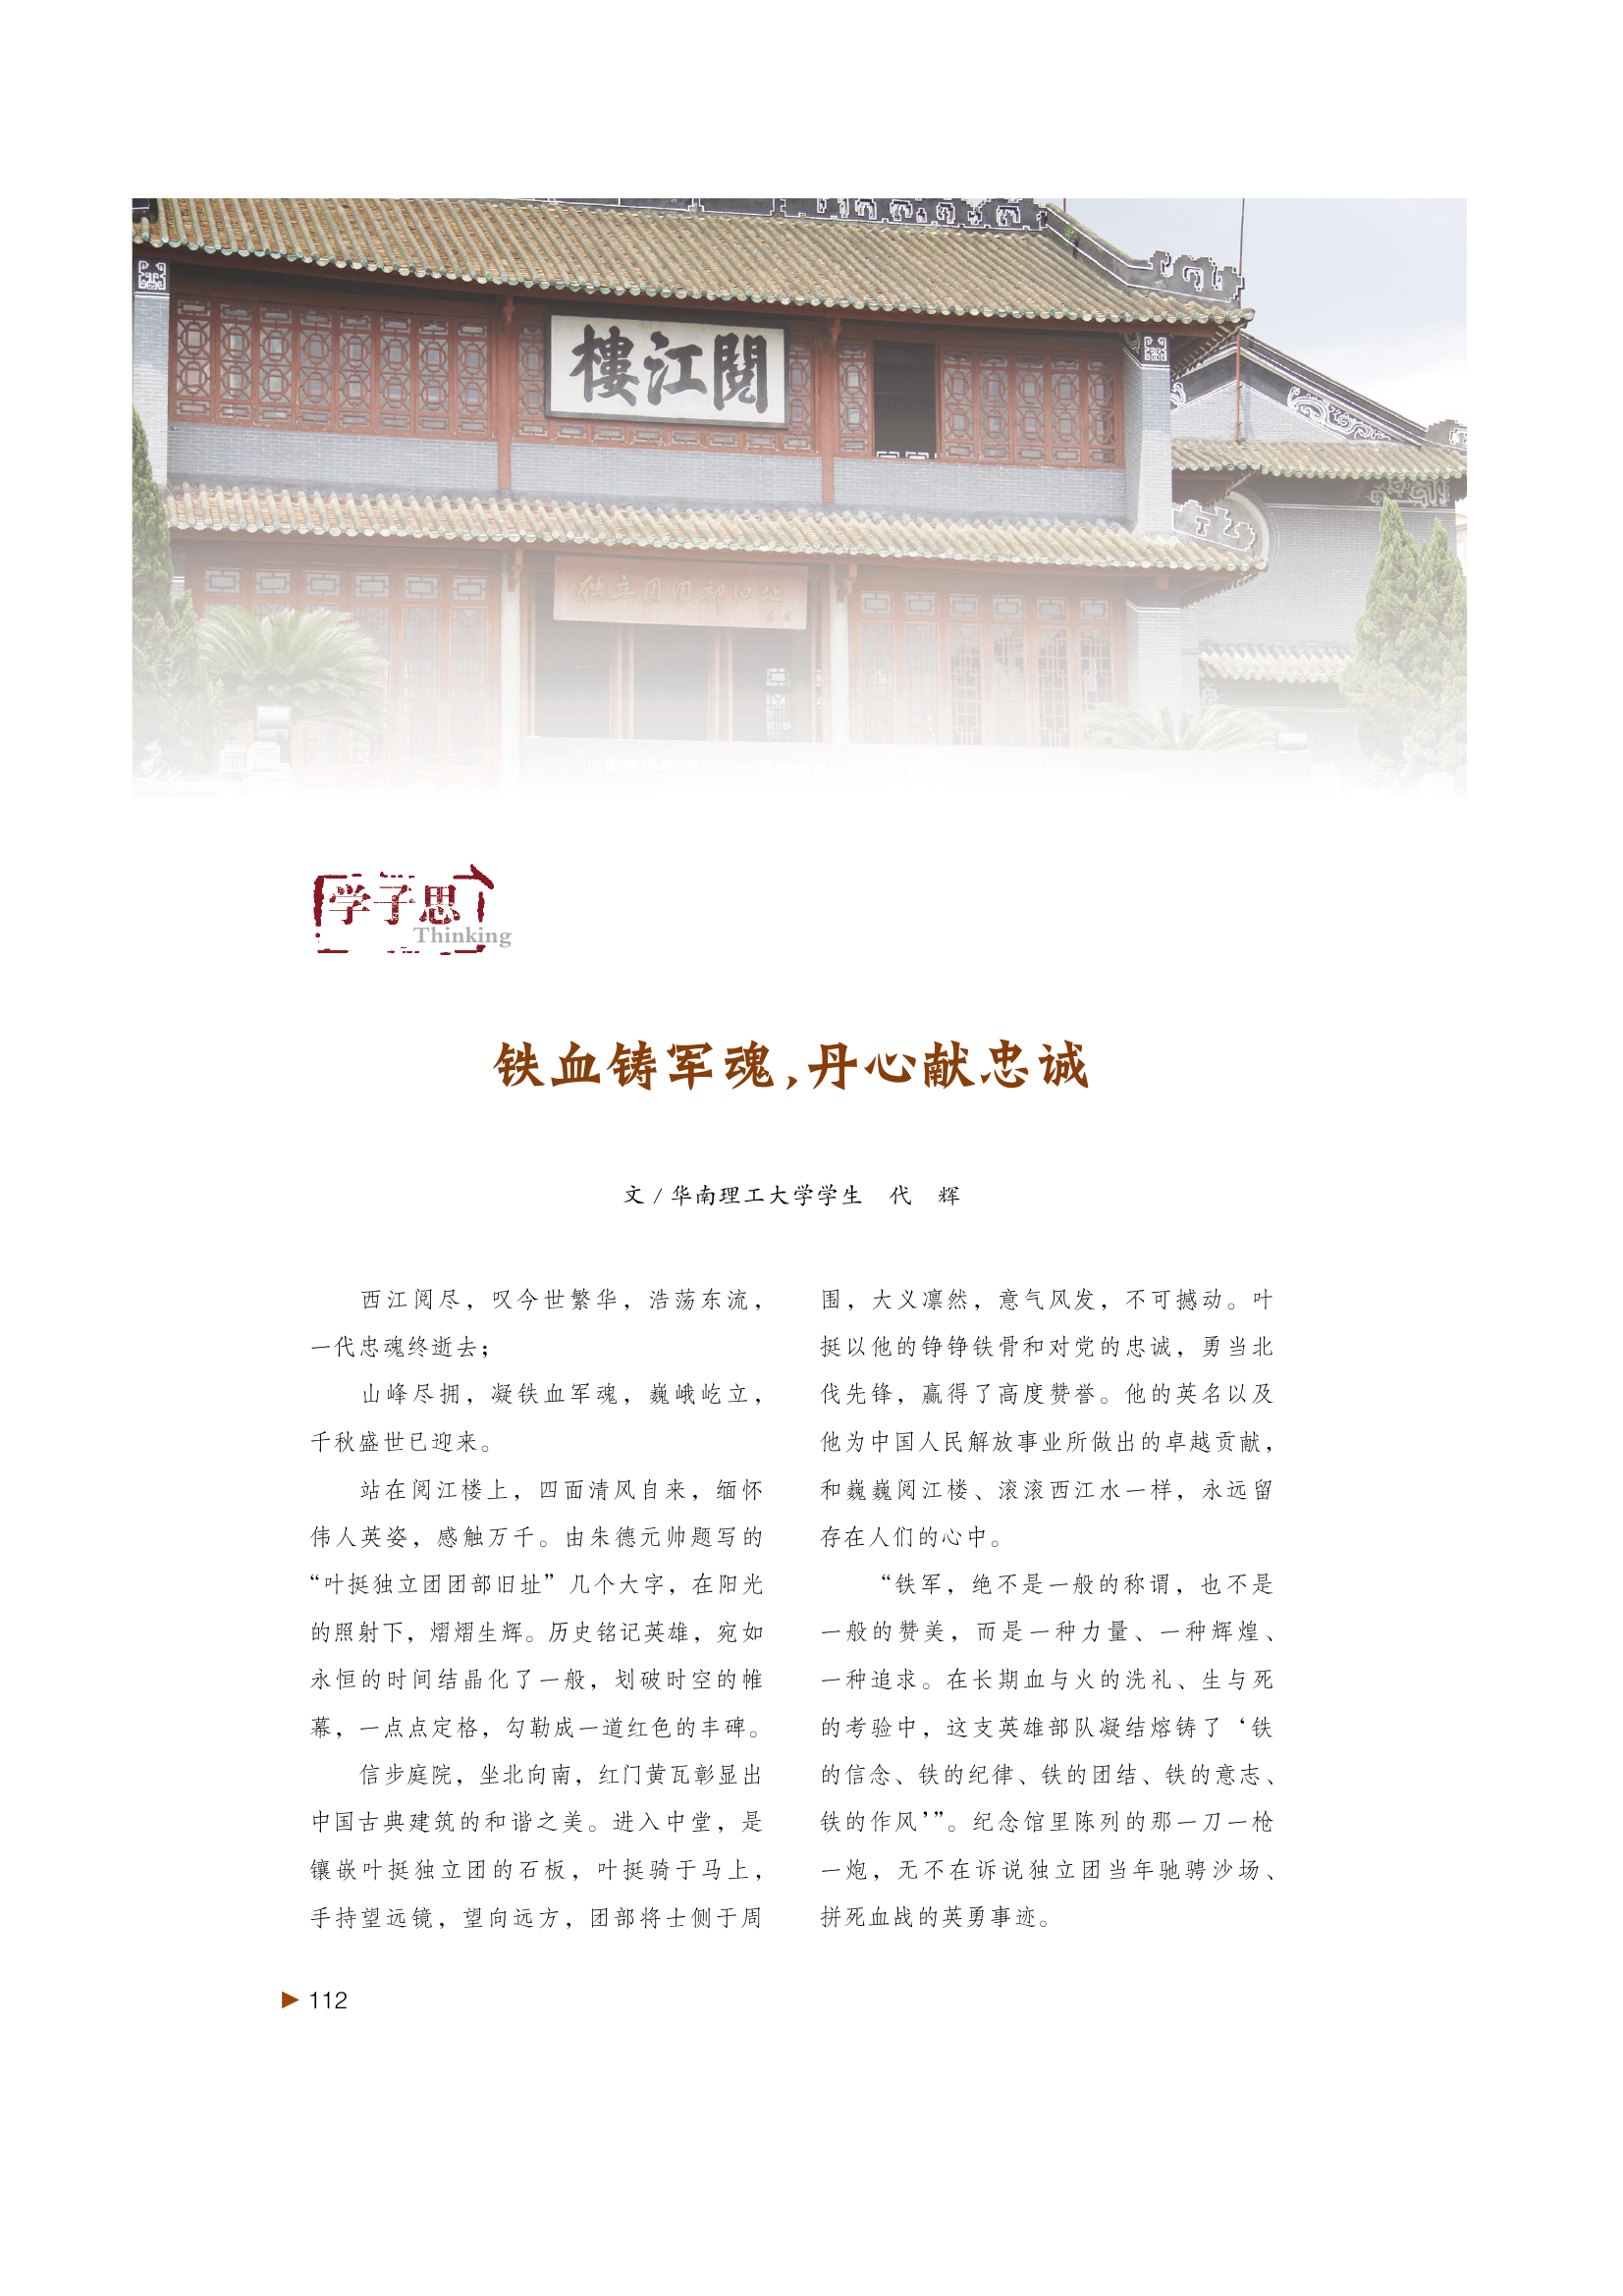 樓江閱
独立团团部旧址
学子思
Thinking
铁血铸军魂,丹心献忠诚
文/华南理工大学学生 代 辉
西江阅尽，叹今世繁华，浩荡东流，
一代忠魂终逝去；
山峰尽拥，凝铁血军魂，巍峨屹立，
千秋盛世已迎来。
站在阅江楼上，四面清风自来，缅怀
伟人英姿，感触万千。由朱德元帅题写的
“叶挺独立团团部旧址”几个大字，在阳光
的照射下，熠熠生辉。历史铭记英雄，宛如
永恒的时间结晶化了一般，划破时空的帷
幕，一点点定格，勾勒成一道红色的丰碑。
信步庭院，坐北向南，红门黄瓦彰显出
中国古典建筑的和谐之美。进入中堂，是
镶嵌叶挺独立团的石板，叶挺骑于马上，
手持望远镜，望向远方，团部将士侧于周
围，大义凛然，意气风发，不可撼动。叶
挺以他的铮铮铁骨和对党的忠诚，勇当北
伐先锋，赢得了高度赞誉。他的英名以及
他为中国人民解放事业所做出的卓越贡献，
和巍巍阅江楼、滚滚西江水一样，永远留
存在人们的心中。
“铁军，绝不是一般的称谓，也不是
一般的赞美，而是一种力量、一种辉煌、
一种追求。在长期血与火的洗礼、生与死
的考验中，这支英雄部队凝结熔铸了‘铁
的信念、铁的纪律、铁的团结、铁的意志、
铁的作风’”。纪念馆里陈列的那一刀一枪
一炮，无不在诉说独立团当年驰骋沙场、
拼死血战的英勇事迹。
112